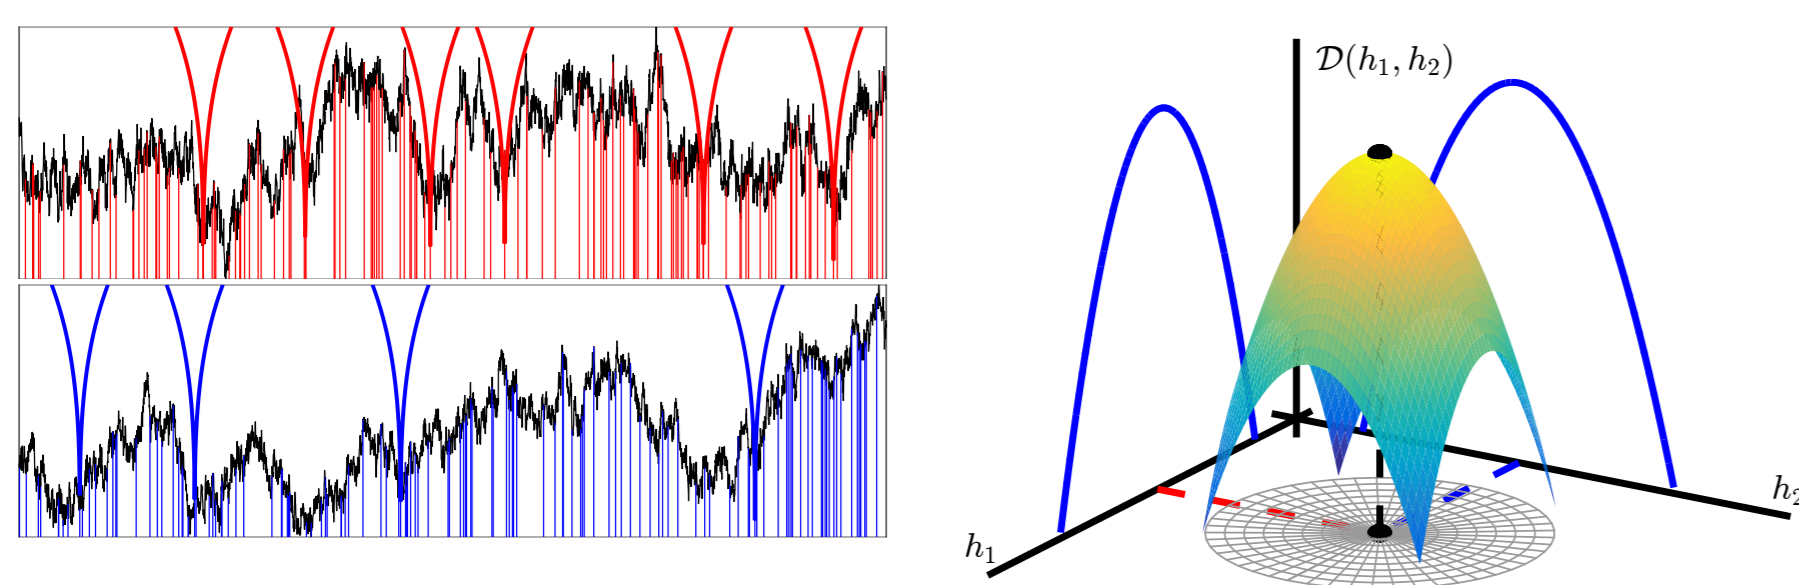 𝒟(h₁, h₂)
h₁
h₂